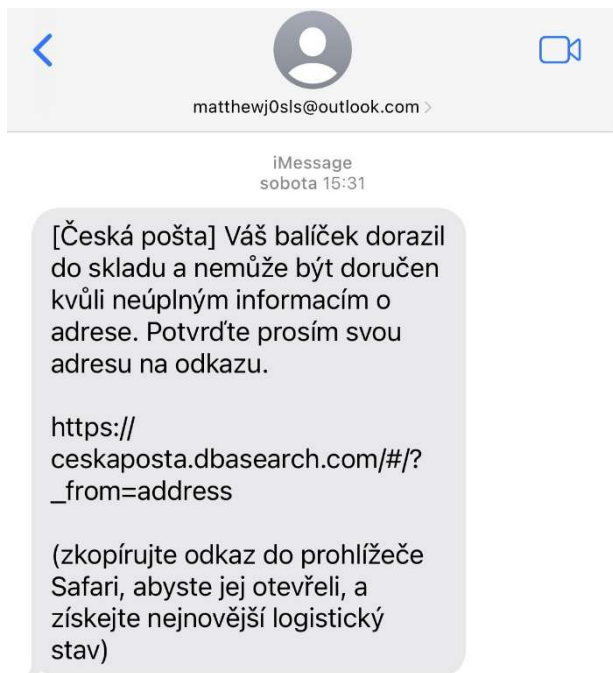 matthewj0sls@outlook.com >
iMessage
sobota 15:31
[Česká pošta] Váš balíček dorazil
do skladu a nemůže být doručen
kvůli neúplným informacím o
adrese. Potvrďte prosím svou
adresu na odkazu.
https://
ceskaposta.dbasearch.com/#/?
_from=address
(zkopírujte odkaz do prohlížeče
Safari, abyste jej otevřeli, a
získejte nejnovější logistický
stav)